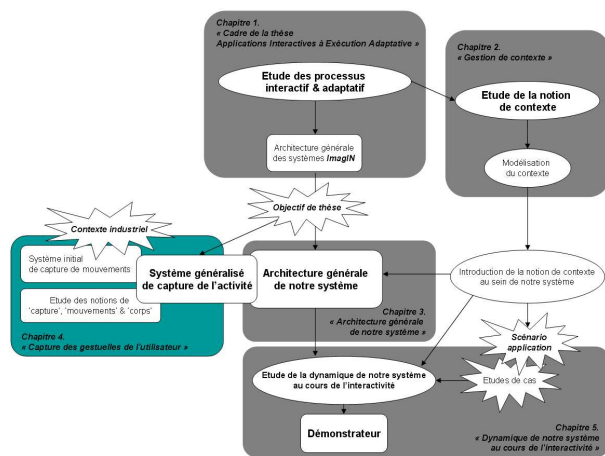 Chapitre 1.
« Cadre de la thèse
Applications Interactives à Exécution Adaptative »
Etude des processus
interactif & adaptatif
Architecture générale
des systèmes ImagIN
Chapitre 2.
« Gestion de contexte »
Etude de la notion
de contexte
Modélisation
du contexte
Objectif de thèse
Contexte industriel
Système initial
de capture de mouvements
Etude des notions de
'capture', 'mouvements' & 'corps'
Système généralisé
de capture de l'activité
Chapitre 4.
« Capture des gestuelles de l'utilisateur »
Architecture générale
de notre système
Chapitre 3.
« Architecture générale
de notre système »
Introduction de la notion de contexte
au sein de notre système
Scénario
application
Etudes de cas
Etude de la dynamique de notre système
au cours de l'interactivité
Démonstrateur
Chapitre 5.
« Dynamique de notre système
au cours de l'interactivité »